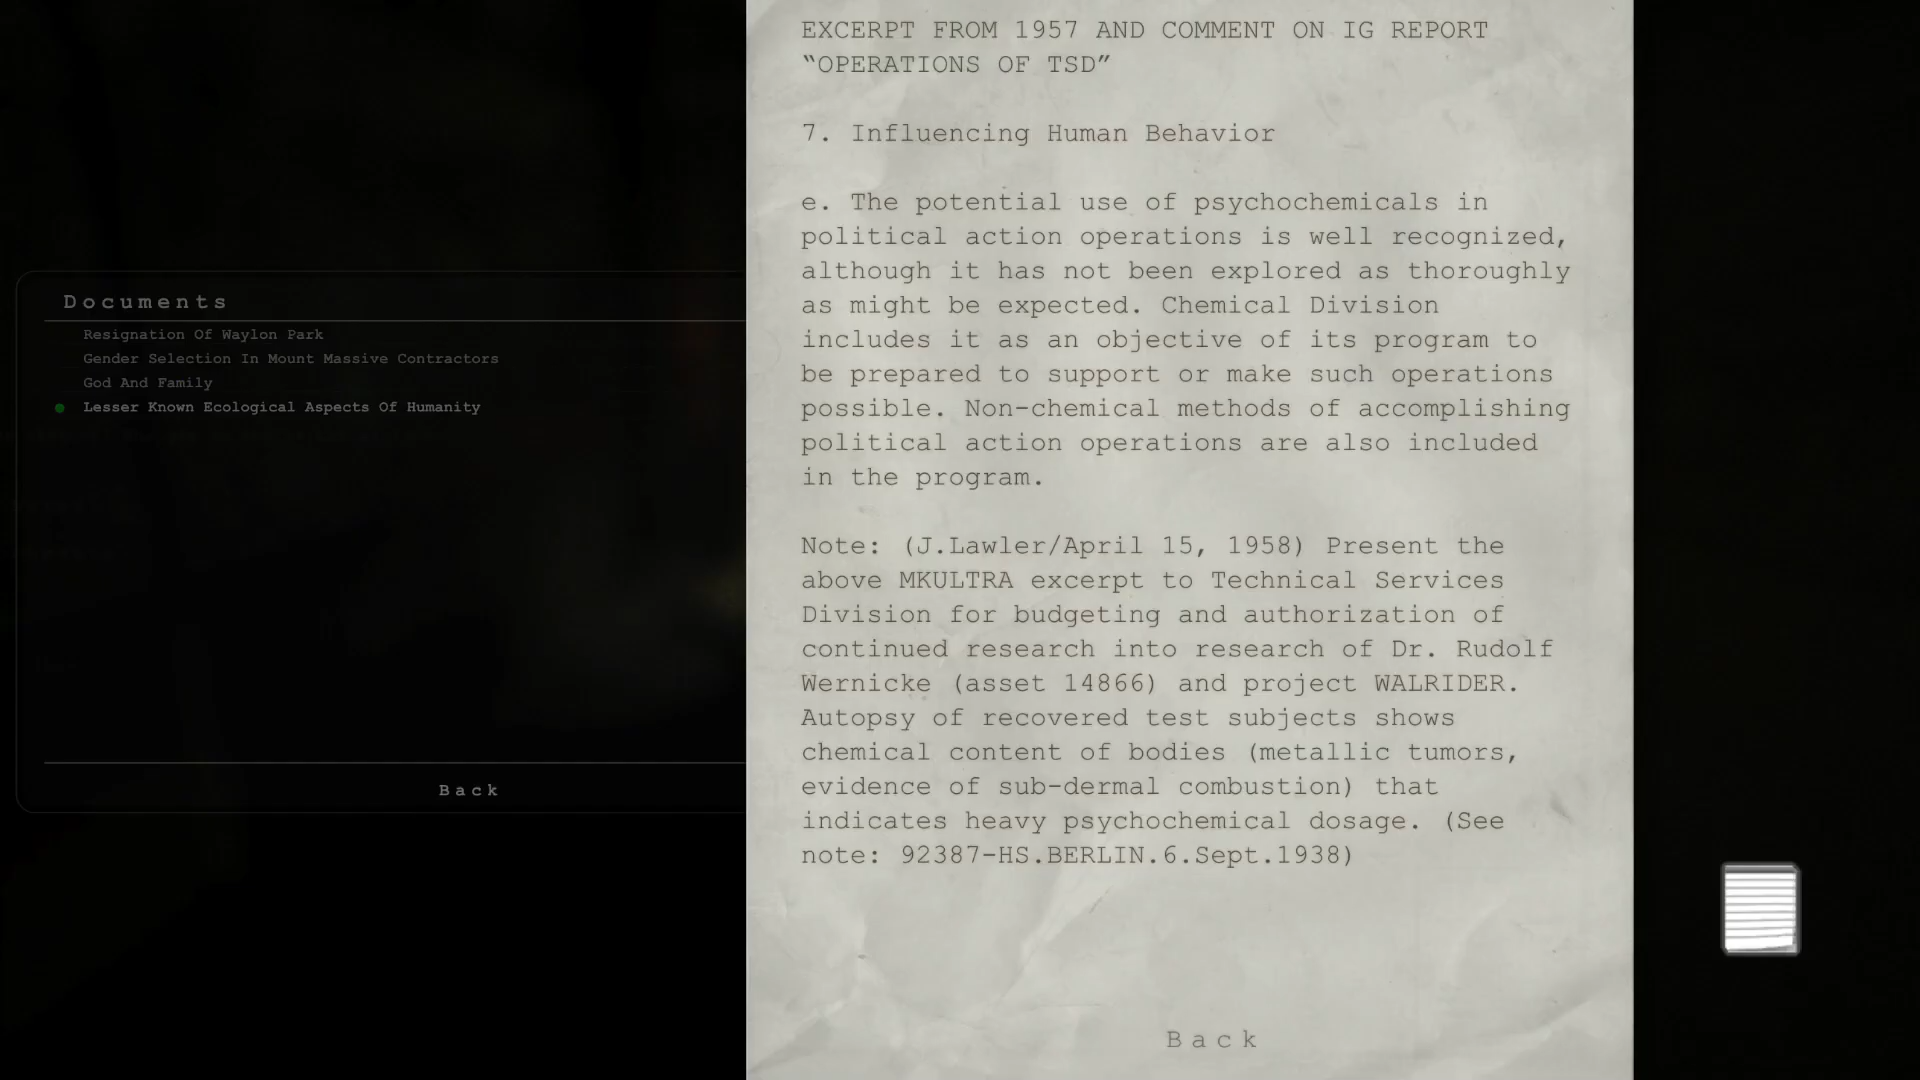 Documents
Resignation Of Waylon Park
Gender Selection In Mount Massive Contractors
God And Family
Lesser Known Ecological Aspects Of Humanity
Back
EXCERPT FROM 1957 AND COMMENT ON IG REPORT
“OPERATIONS OF TSD”
7. Influencing Human Behavior
e. The potential use of psychochemicals in
political action operations is well recognized,
although it has not been explored as thoroughly
as might be expected. Chemical Division
includes it as an objective of its program to
be prepared to support or make such operations
possible. Non-chemical methods of accomplishing
political action operations are also included
in the program.
Note: (J.Lawler/April 15, 1958) Present the
above MKULTRA excerpt to Technical Services
Division for budgeting and authorization of
continued research into research of Dr. Rudolf
Wernicke (asset 14866) and project WALRIDER.
Autopsy of recovered test subjects shows
chemical content of bodies (metallic tumors,
evidence of sub-dermal combustion) that
indicates heavy psychochemical dosage. (See
note: 92387-HS.BERLIN.6.Sept.1938)
Back